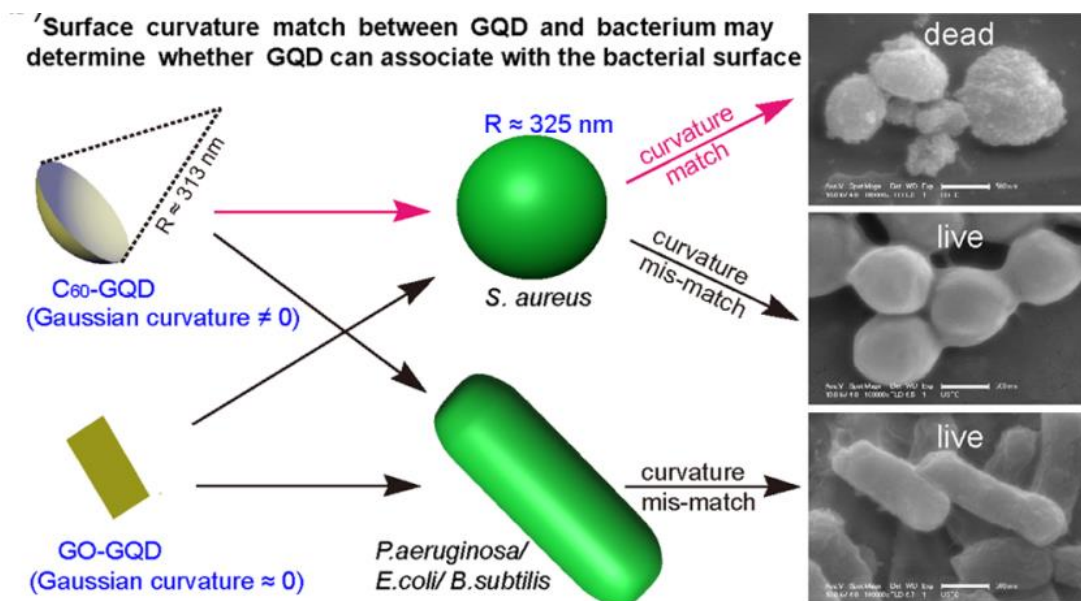 Surface curvature match between GQD and bacterium may
determine whether GQD can associate with the bacterial surface
R ≈ 313 nm
C60-GQD
(Gaussian curvature ≠ 0)
R ≈ 325 nm
S. aureus
curvature
match
curvature
mis-match
GO-GQD
(Gaussian curvature ≈ 0)
P.aeruginosa/
E.coli/ B.subtilis
curvature
mis-match
dead
live
live